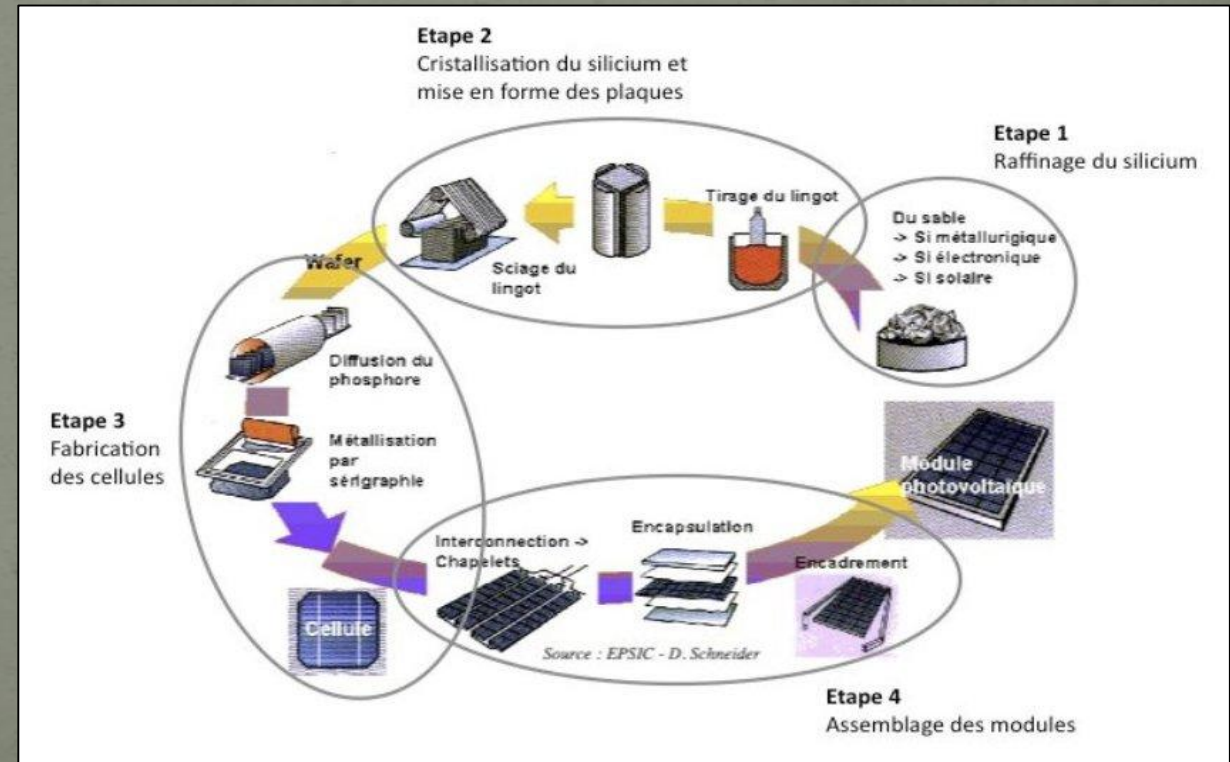 Etape 2
Cristallisation du silicium et
mise en forme des plaques
Etape 1
Raffinage du silicium
Du sable
-> Si métallurigique
-> Si électronique
-> Si solaire
Tirage du lingot
Sciage du
lingot
Wafer
Diffusion du
phosphore
Etape 3
Fabrication
des cellules
Métallisation
par
sérigraphie
Cellule
Interconnection ->
Chapelets
Encapsulation
Encadrement
Module
photovoltaïque
Source : EPSIC - D. Schneider
Etape 4
Assemblage des modules